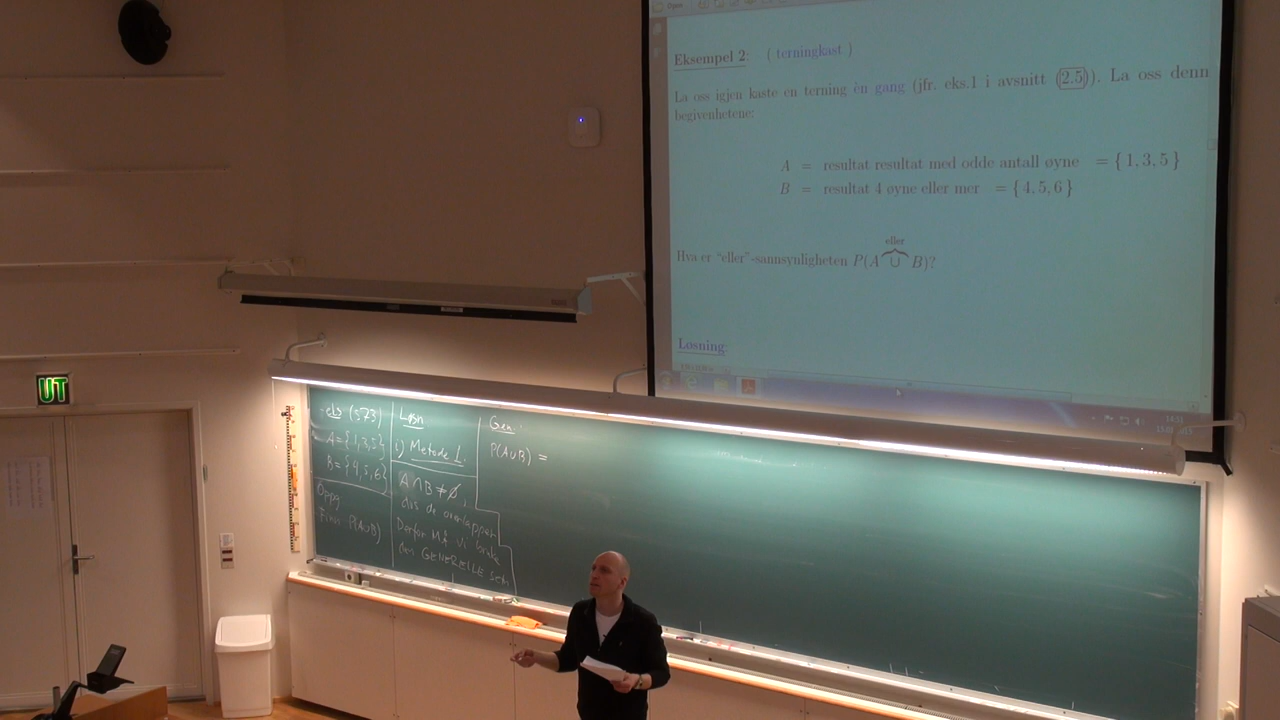 Open
Eksempel 2: { terningkast }
La oss igjen kaste en terning èn gang (jfr. eks.1 i avsnitt (2.5)). La oss denn
begivenhetene:
A = resultat resultat med odde antall øyne = { 1, 3, 5 }
B = resultat 4 øyne eller mer = { 4, 5, 6 }
eller
Hva er "eller"-sannsynligheten P(A ∪ B)?
Løsning:
UT
eks (s.73)
A = {1,3,5}
B = {4,5,6}
Oppg
Finn P(A∪B)
Løsn
i) Metode 1.
A∩B ≠ ∅,
dvs de overlapper
Derfor må vi bruke
den GENERELLE setn
Gen.:
P(A∪B) =